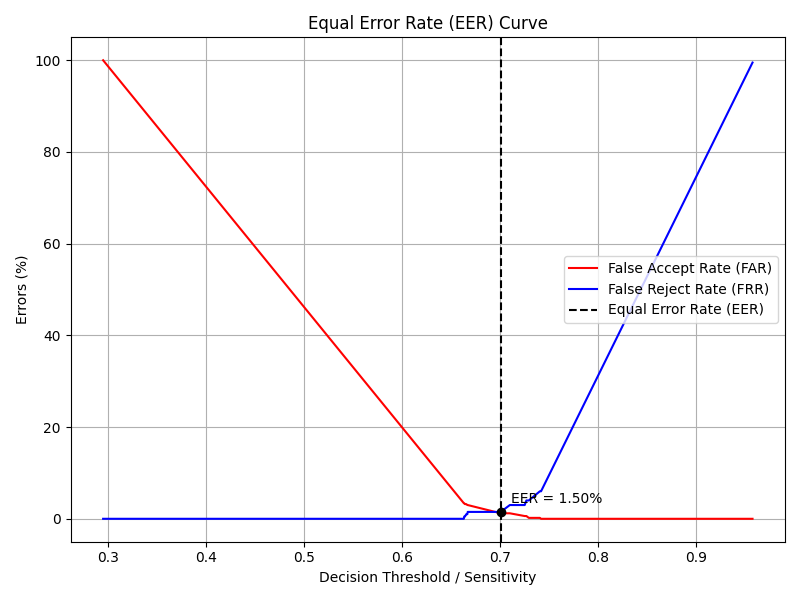 Equal Error Rate (EER) Curve
100
80
60
40
20
0
Errors (%)
False Accept Rate (FAR)
False Reject Rate (FRR)
Equal Error Rate (EER)
EER = 1.50%
0.3 0.4 0.5 0.6 0.7 0.8 0.9
Decision Threshold / Sensitivity